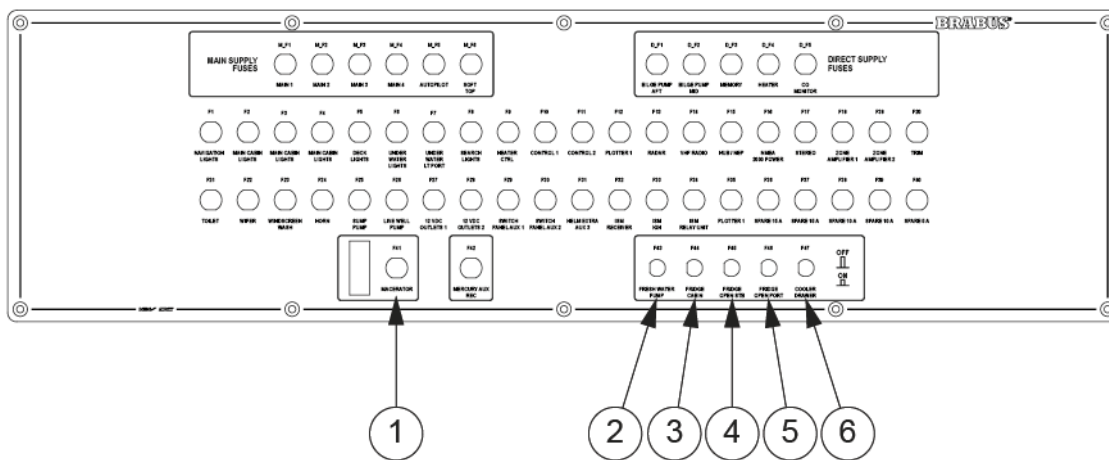 BRABUS
MAIN SUPPLY
FUSES
M_F1 M_F2 M_F3 M_F4 M_F5 M_F6
MAIN 1 MAIN 2 MAIN 3 MAIN 4 AUTOPILOT SOFT
TOP
D_F1 D_F2 D_F3 D_F4 D_F5
BILGE PUMP
AFT
BILGE PUMP
MID
MEMORY HEATER CO
MONITOR
DIRECT SUPPLY
FUSES
F1 F2 F3 F4 F5 F6 F7 F8 F9 F10 F11 F12 F13 F14 F15 F16 F17 F18 F19 F20
NAVIGATION
LIGHTS
MAIN CABIN
LIGHTS
MAIN CABIN
LIGHTS
MAIN CABIN
LIGHTS
DECK
LIGHTS
UNDER
WATER
LIGHTS
UNDER
WATER
LT PORT
SEARCH
LIGHTS
HEATER
CTRL
CONTROL 1
CONTROL 2
PLOTTER 1
RADAR
VHF RADIO
HUB / MFP
NMEA
2000 POWER
STEREO
ZONE
AMPLIFIER 1
ZONE
AMPLIFIER 2
TRIM
F21 F22 F23 F24 F25 F26 F27 F28 F29 F30 F31 F32 F33 F34 F35 F36 F37 F38 F39 F40
TOILET
WIPER
WINDSCREEN
WASH
HORN
SUMP
PUMP
LIVE WELL
PUMP
12 VDC
OUTLETS 1
12 VDC
OUTLETS 2
SWITCH
PANEL AUX 1
SWITCH
PANEL AUX 2
HELM EXTRA
AUX 2
SIM
RECEIVER
SIM
IGN
SIM
RELAY UNIT
PLOTTER 1
SPARE 10 A
SPARE 10 A
SPARE 10 A
SPARE 5 A
SPARE 5 A
F41
MACERATOR
F42
MERCURY AUX
REC
F43 F44 F45 F46 F47
FRESH WATER
PUMP
FRIDGE
CABIN
FRIDGE
OPEN STB
FRIDGE
OPEN PORT
COOLER
DRAWER
OFF
ON
1 2 3 4 5 6